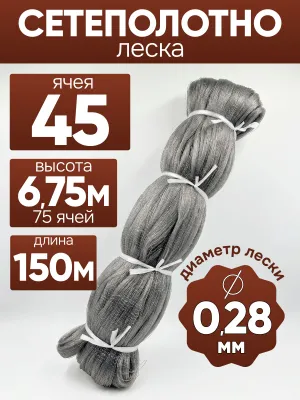 СЕТЕПОЛОТНО
леска
ячея
45
высота
6,75м
75 ячей
длина
150м
диаметр лески
0,28
мм